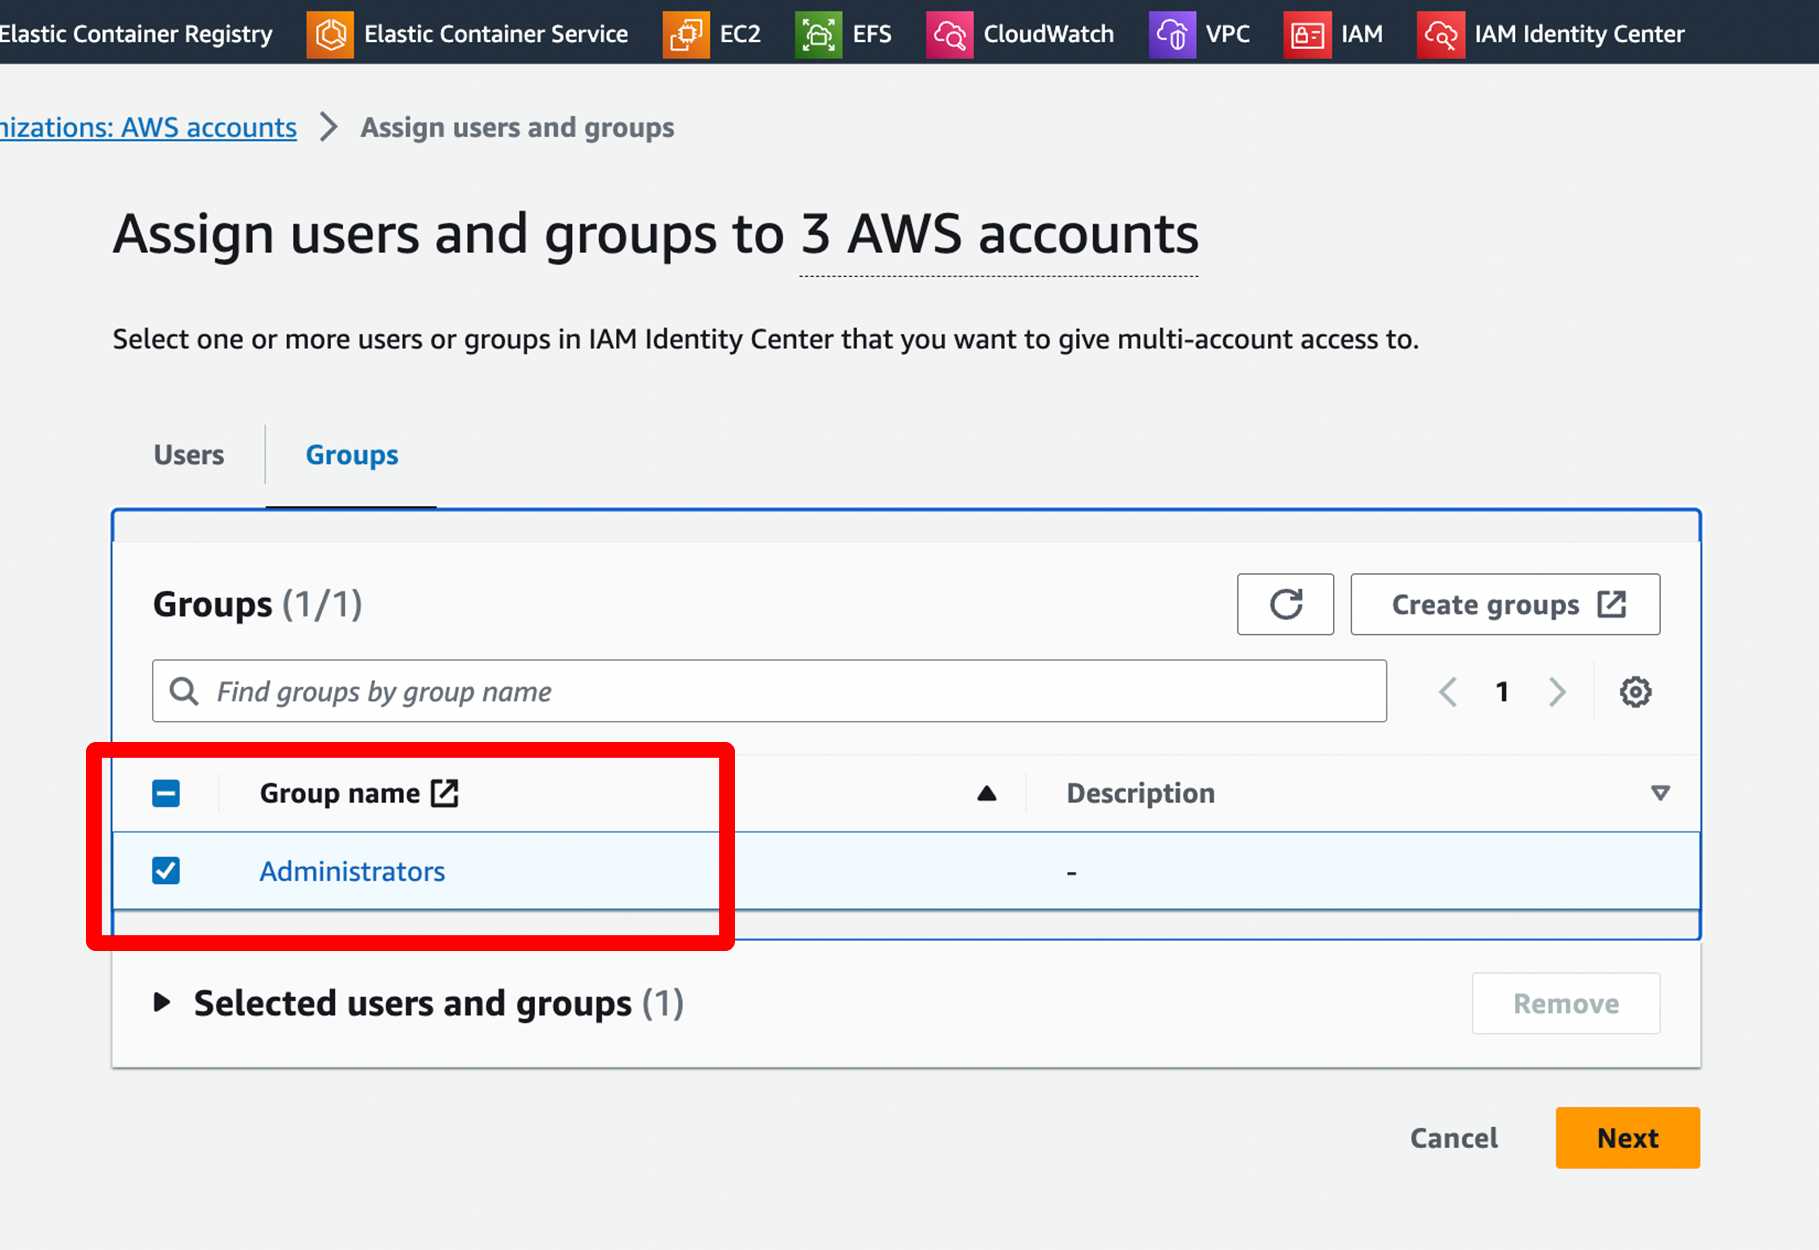 Elastic Container Registry Elastic Container Service EC2 EFS CloudWatch VPC IAM IAM Identity Center
nizations: AWS accounts > Assign users and groups
Assign users and groups to 3 AWS accounts
Select one or more users or groups in IAM Identity Center that you want to give multi-account access to.
Users Groups
Groups (1/1) Create groups
Find groups by group name 1
Group name Description
Administrators -
Selected users and groups (1) Remove
Cancel Next